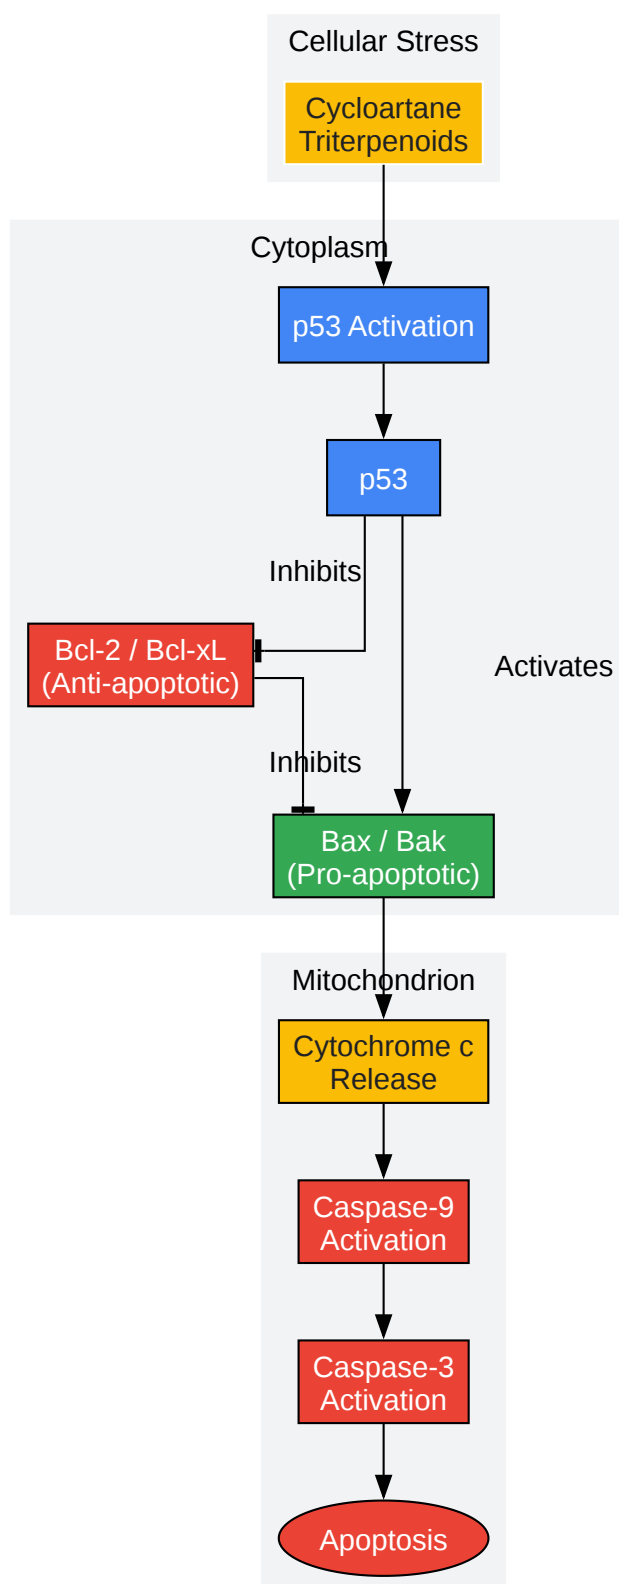 Cellular Stress
Cycloartane
Triterpenoids
Cytoplasm
p53 Activation
p53
Inhibits
Bcl-2 / Bcl-xL
(Anti-apoptotic)
Activates
Inhibits
Bax / Bak
(Pro-apoptotic)
Mitochondrion
Cytochrome c
Release
Caspase-9
Activation
Caspase-3
Activation
Apoptosis